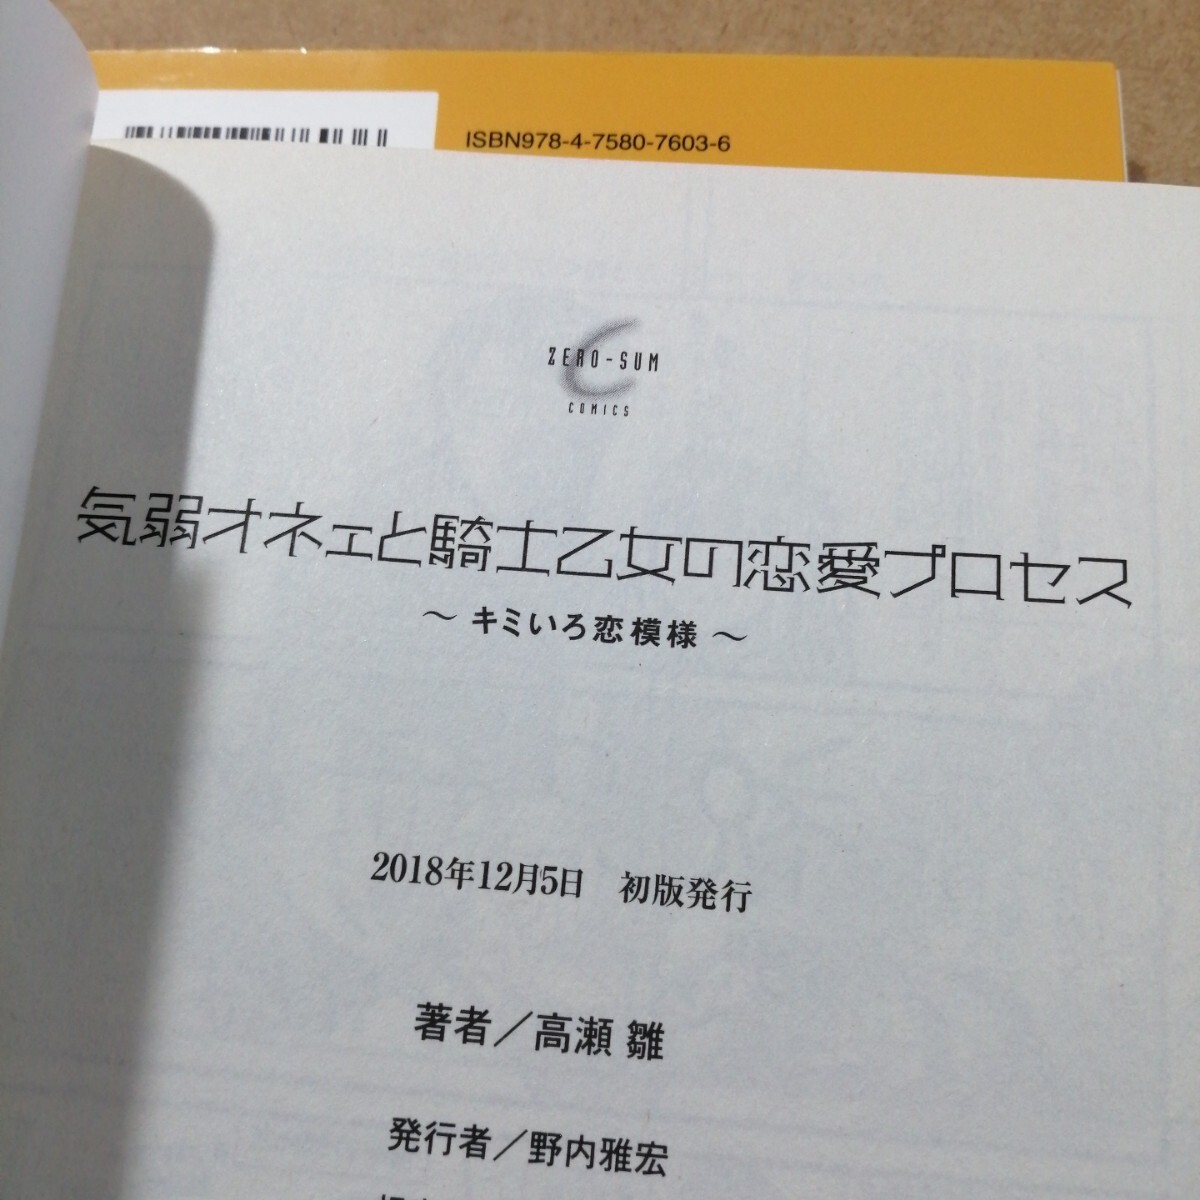 ISBN978-4-7580-7603-6
ZERO-SUM
COMICS
気弱オネェと騎士乙女の恋愛プロセス
～キミいろ恋模様～
2018年12月5日　初版発行
著者／高瀬 雛
発行者／野内雅宏